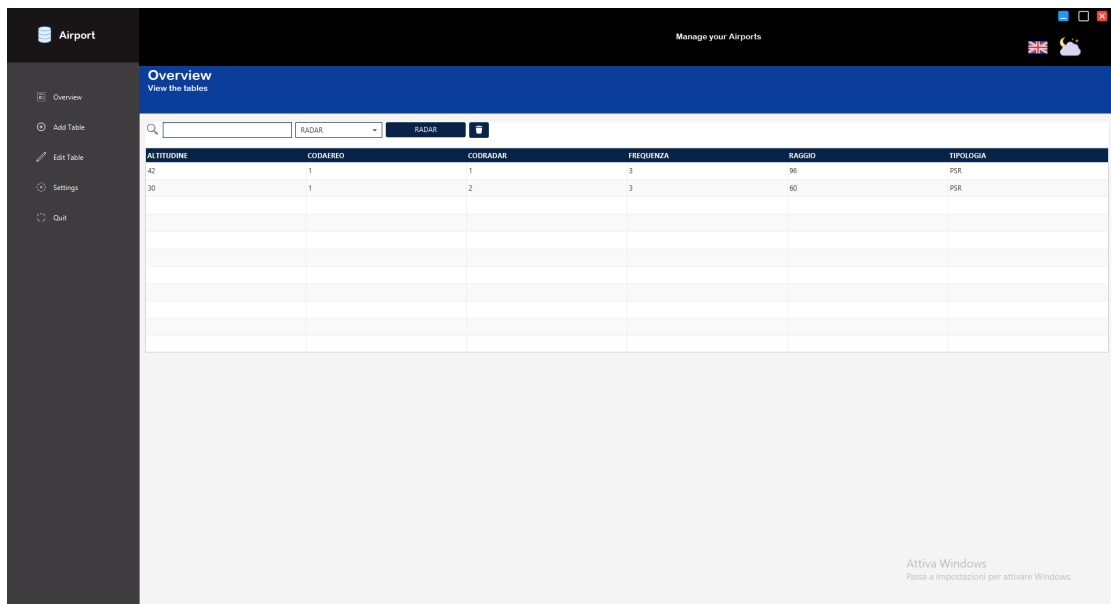 Airport
Manage your Airports
Overview
View the tables
Overview
Add Table
Edit Table
Settings
Quit
RADAR RADAR
ALTITUDINE CODAEREO CODRADAR FREQUENZA RAGGIO TIPOLOGIA
42 1 1 3 96 PSR
30 1 2 3 60 PSR
Attiva Windows
Passa a Impostazioni per attivare Windows.